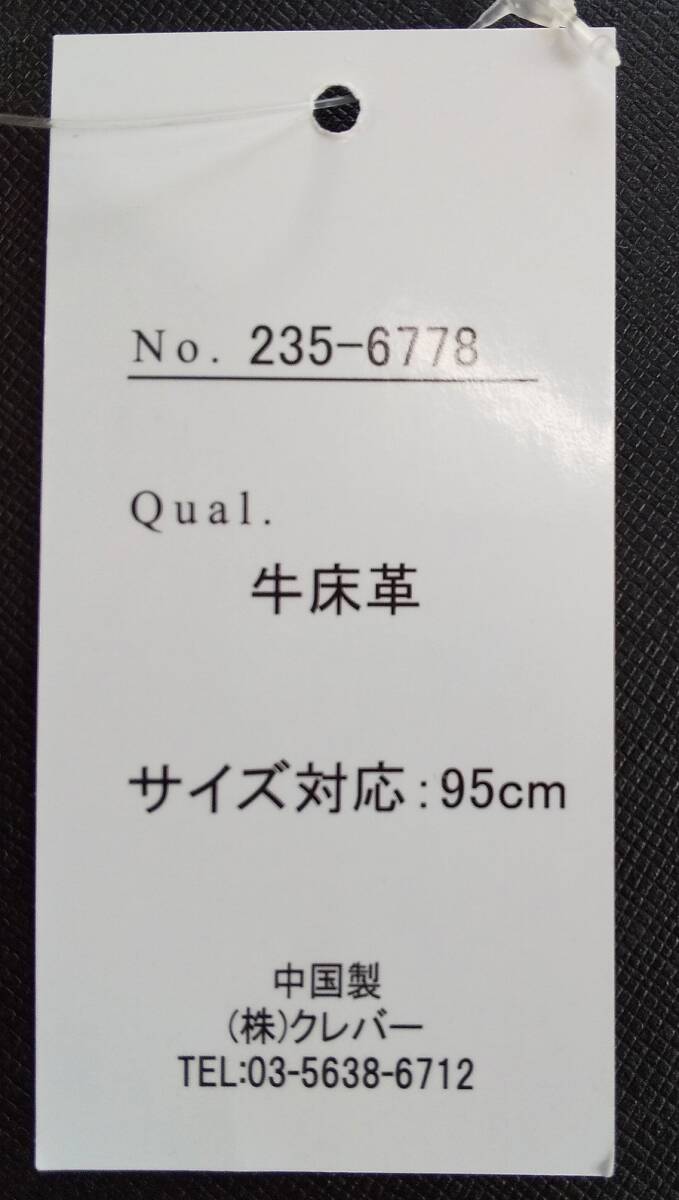 No. 235-6778
Qual.
牛床革
サイズ対応:95cm
中国製
(株)クレバー
TEL:03-5638-6712